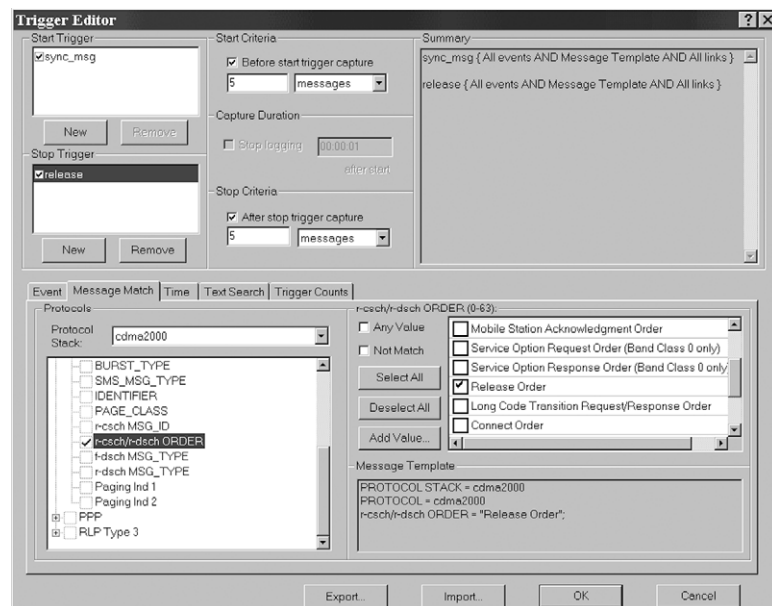 Trigger Editor
Start Trigger
sync_msg
New
Remove
Stop Trigger
release
New
Remove
Start Criteria
Before start trigger capture
5
messages
Capture Duration
Stop logging
00:00:01
after start
Stop Criteria
After stop trigger capture
5
messages
Summary
sync_msg { All events AND Message Template AND All links }
release { All events AND Message Template AND All links }
Event
Message Match
Time
Text Search
Trigger Counts
Protocols
Protocol
Stack:
cdma2000
BURST_TYPE
SMS_MSG_TYPE
IDENTIFIER
PAGE_CLASS
r-csch MSG_ID
r-csch/r-dsch ORDER
f-dsch MSG_TYPE
r-dsch MSG_TYPE
Paging Ind 1
Paging Ind 2
PPP
RLP Type 3
r-csch/r-dsch ORDER (0-63):
Any Value
Not Match
Select All
Deselect All
Add Value...
Mobile Station Acknowledgment Order
Service Option Request Order (Band Class 0 only)
Service Option Response Order (Band Class 0 only
Release Order
Long Code Transition Request/Response Order
Connect Order
Message Template
PROTOCOL STACK = cdma2000
PROTOCOL = cdma2000
r-csch/r-dsch ORDER = "Release Order";
Export...
Import...
OK
Cancel